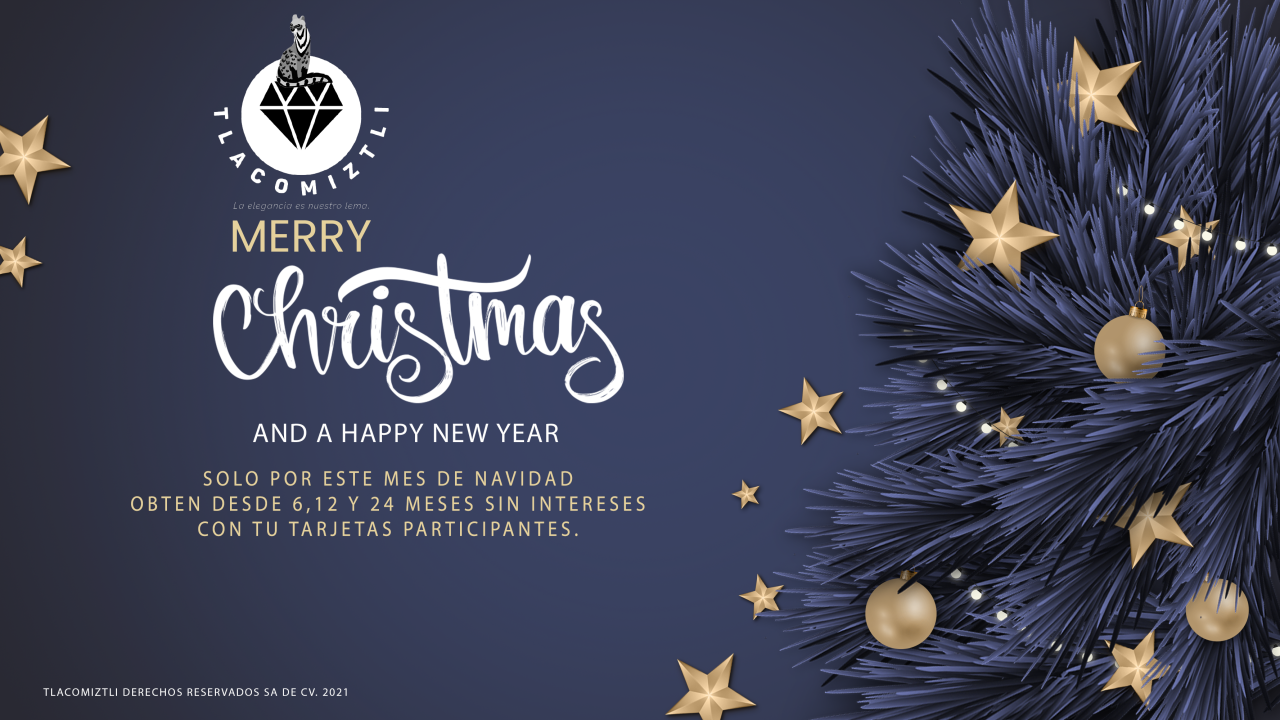 TLACOMIZTLI
La elegancia es nuestro lema.
MERRY
Christmas
AND A HAPPY NEW YEAR
SOLO POR ESTE MES DE NAVIDAD
OBTEN DESDE 6,12 Y 24 MESES SIN INTERESES
CON TU TARJETAS PARTICIPANTES.
TLACOMIZTLI DERECHOS RESERVADOS SA DE CV. 2021